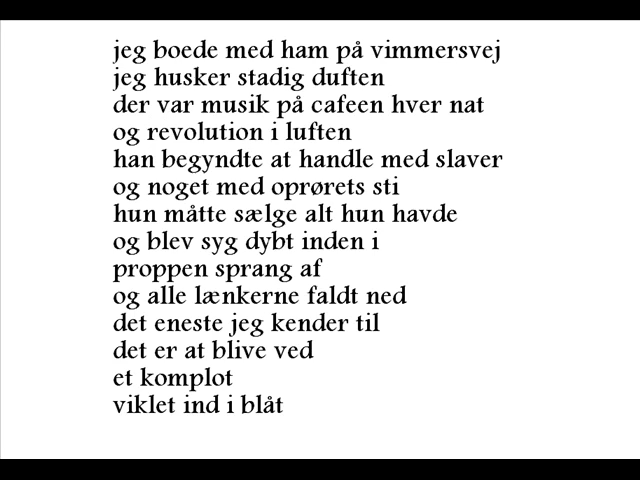 jeg boede med ham på vimmersvej
jeg husker stadig duften
der var musik på cafeen hver nat
og revolution i luften
han begyndte at handle med slaver
og noget med oprørets sti
hun måtte sælge alt hun havde
og blev syg dybt inden i
proppen sprang af
og alle lænkerne faldt ned
det eneste jeg kender til
det er at blive ved
et komplot
viklet ind i blåt